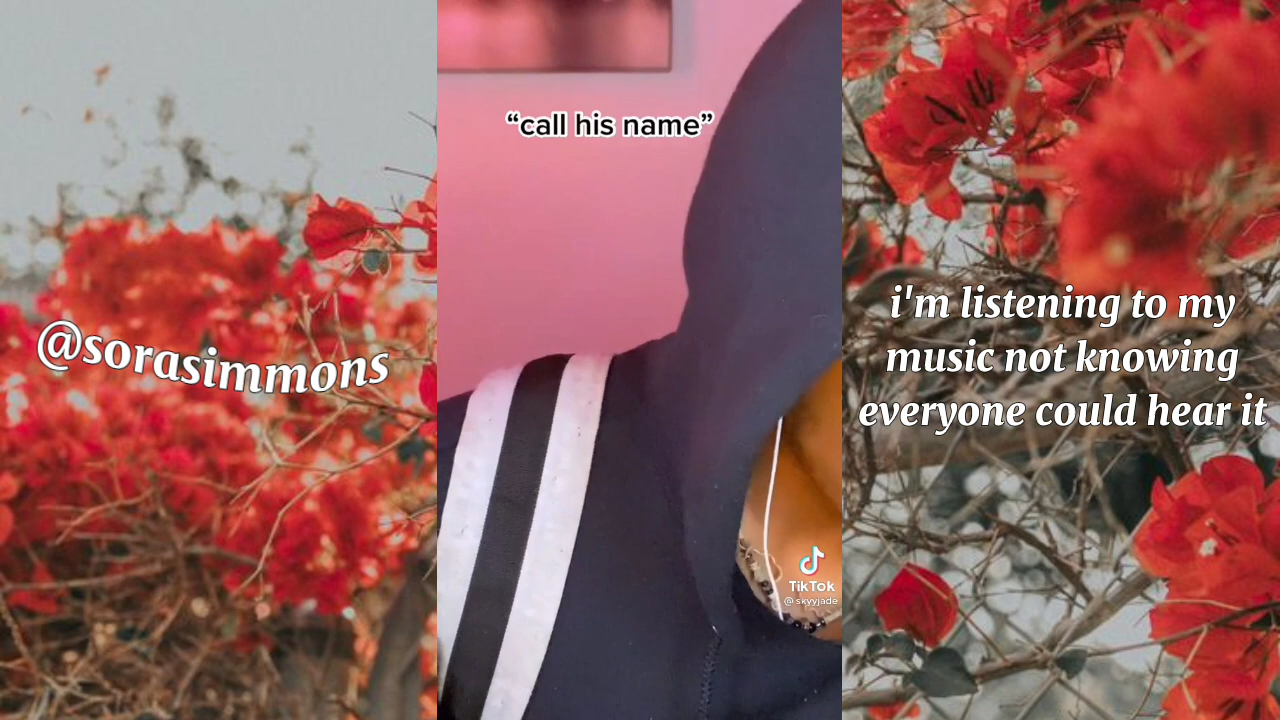 @sorasimmons
“call his name”
TikTok
@skyyjade
i'm listening to my
music not knowing
everyone could hear it